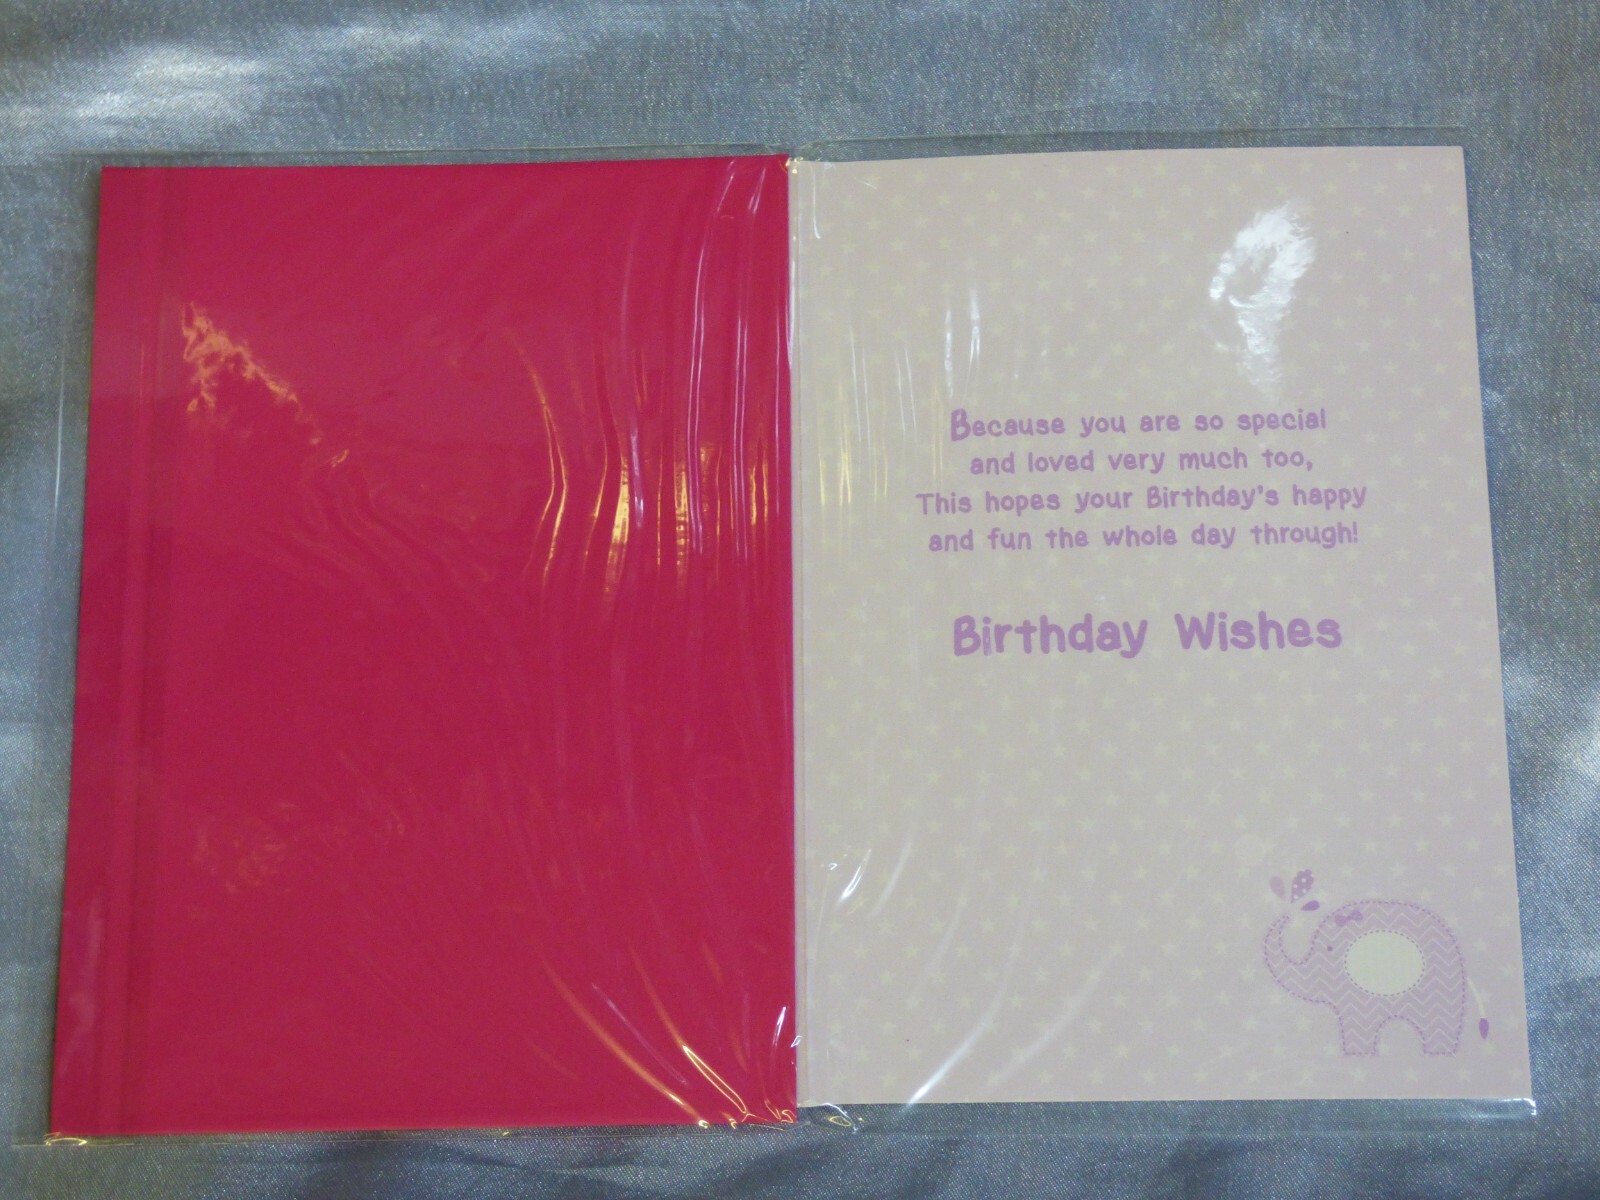 Because you are so special
and loved very much too,
This hopes your Birthday's happy
and fun the whole day through!
Birthday Wishes